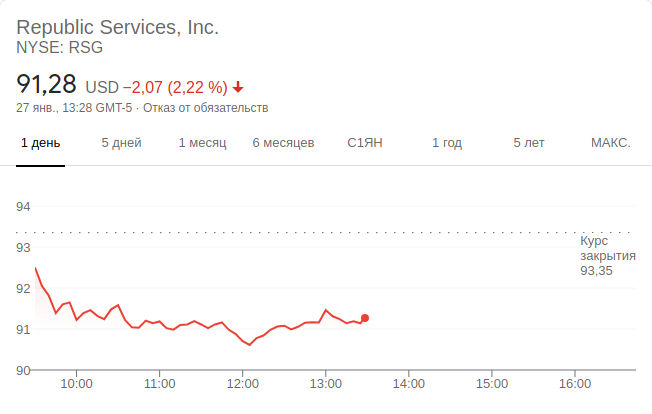 Republic Services, Inc.
NYSE: RSG
91,28 USD −2,07 (2,22 %)
27 янв., 13:28 GMT-5 · Отказ от обязательств
1 день 5 дней 1 месяц 6 месяцев С1ЯН 1 год 5 лет МАКС.
94
93
92
91
90
Курс
закрытия
93,35
10:00 11:00 12:00 13:00 14:00 15:00 16:00